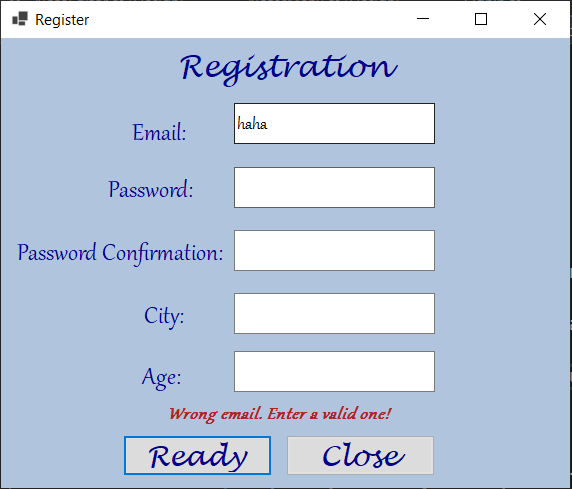 Register
Registration
Email:
haha
Password:
Password Confirmation:
City:
Age:
Wrong email. Enter a valid one!
Ready Close